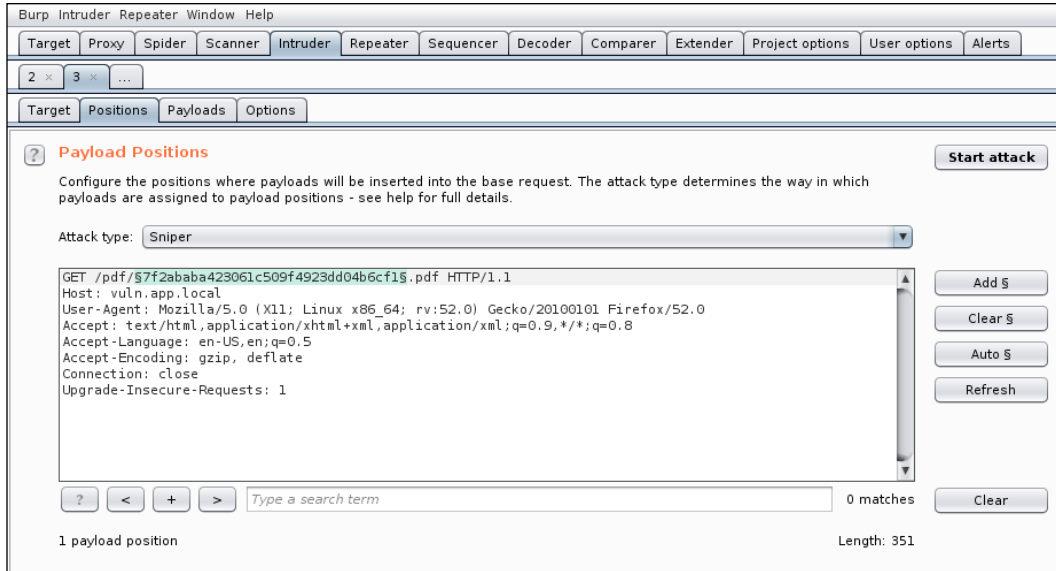 Burp Intruder Repeater Window Help
Target Proxy Spider Scanner Intruder Repeater Sequencer Decoder Comparer Extender Project options User options Alerts
2 × 3 × ...
Target Positions Payloads Options
? Payload Positions
Start attack
Configure the positions where payloads will be inserted into the base request. The attack type determines the way in which
payloads are assigned to payload positions - see help for full details.
Attack type: Sniper
GET /pdf/§7f2ababa423061c509f4923dd04b6cf1§.pdf HTTP/1.1
Host: vuln.app.local
User-Agent: Mozilla/5.0 (X11; Linux x86_64; rv:52.0) Gecko/20100101 Firefox/52.0
Accept: text/html,application/xhtml+xml,application/xml;q=0.9,*/*;q=0.8
Accept-Language: en-US,en;q=0.5
Accept-Encoding: gzip, deflate
Connection: close
Upgrade-Insecure-Requests: 1
Add §
Clear §
Auto §
Refresh
? < + > Type a search term 0 matches Clear
1 payload position Length: 351